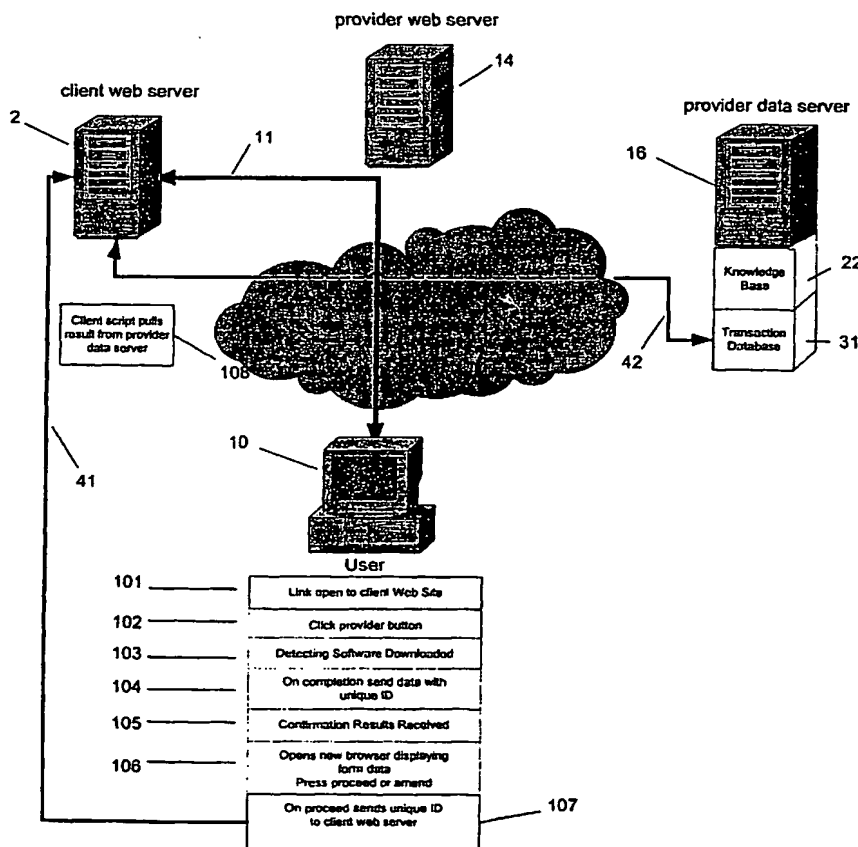 provider web server
14
client web server
2
11
provider data server
16
22
Knowledge
Base
Transaction
Database
31
42
Client script pulls
result from provider
data server
108
41
10
User
101
Link open to client Web Site
102
Click provider button
103
Detecting Software Downloaded
104
On completion send data with
unique ID
105
Confirmation Results Received
106
Opens new browser displaying
form data
Press proceed or amend
On proceed sends unique ID
to client web server
107